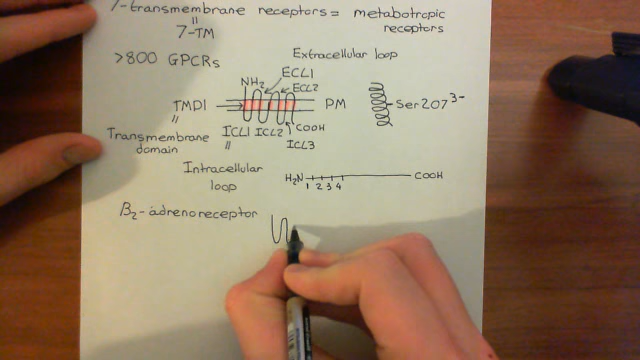 7-transmembrane receptors = metabotropic
receptors
"
7-TM
>800 GPCRs
Extracellular loop
ECL1
NH2
ECL2
TMD1
"
PM
Ser207 3-
Transmembrane
domain
ICL1 ICL2
"
COOH
ICL3
Intracellular
loop
H2N
COOH
1 2 3 4
β2-adrenoreceptor